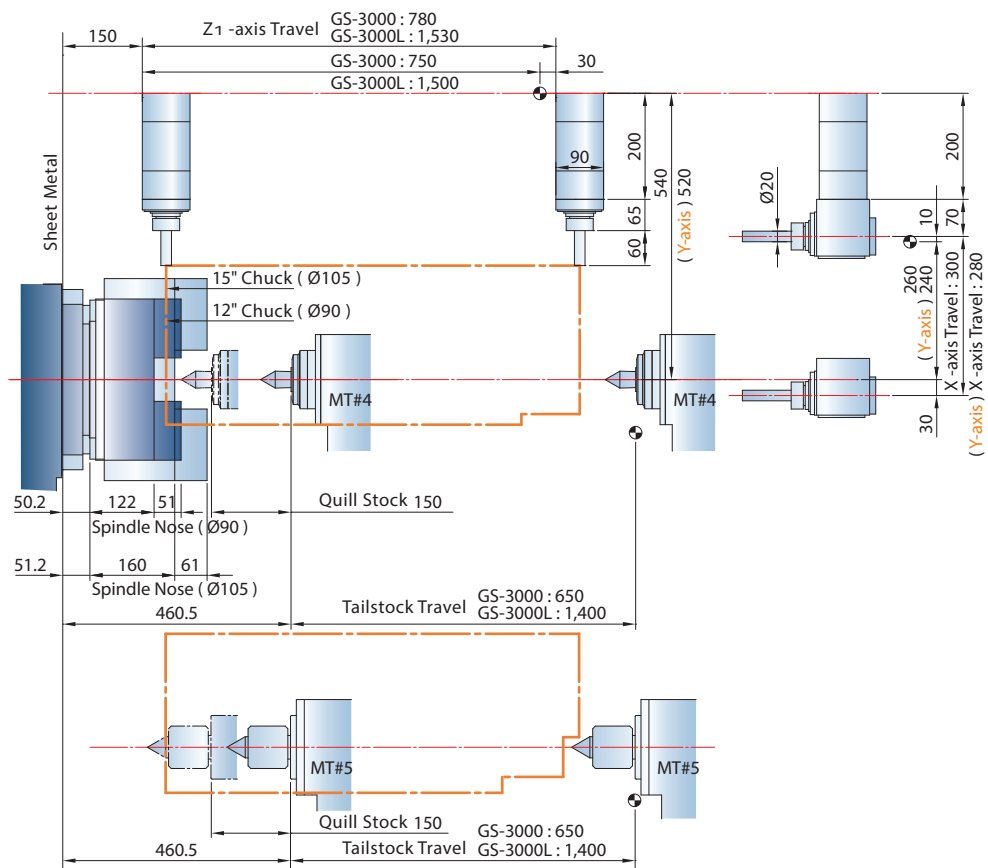 Z1 -axis Travel GS-3000 : 780
GS-3000L : 1,530
150
GS-3000 : 750
GS-3000L : 1,500
30
Sheet Metal
200
90
65
60
540
( Y-axis ) 520
Ø20
200
10
70
260
( Y-axis ) 240
X -axis Travel : 300
( Y-axis ) X -axis Travel : 280
30
15" Chuck ( Ø105 )
12" Chuck ( Ø90 )
MT#4
MT#4
50.2
122
51
Quill Stock 150
Spindle Nose ( Ø90 )
51.2
160
61
Spindle Nose ( Ø105 )
460.5
Tailstock Travel GS-3000 : 650
GS-3000L : 1,400
MT#5
MT#5
Quill Stock 150
460.5
Tailstock Travel GS-3000 : 650
GS-3000L : 1,400